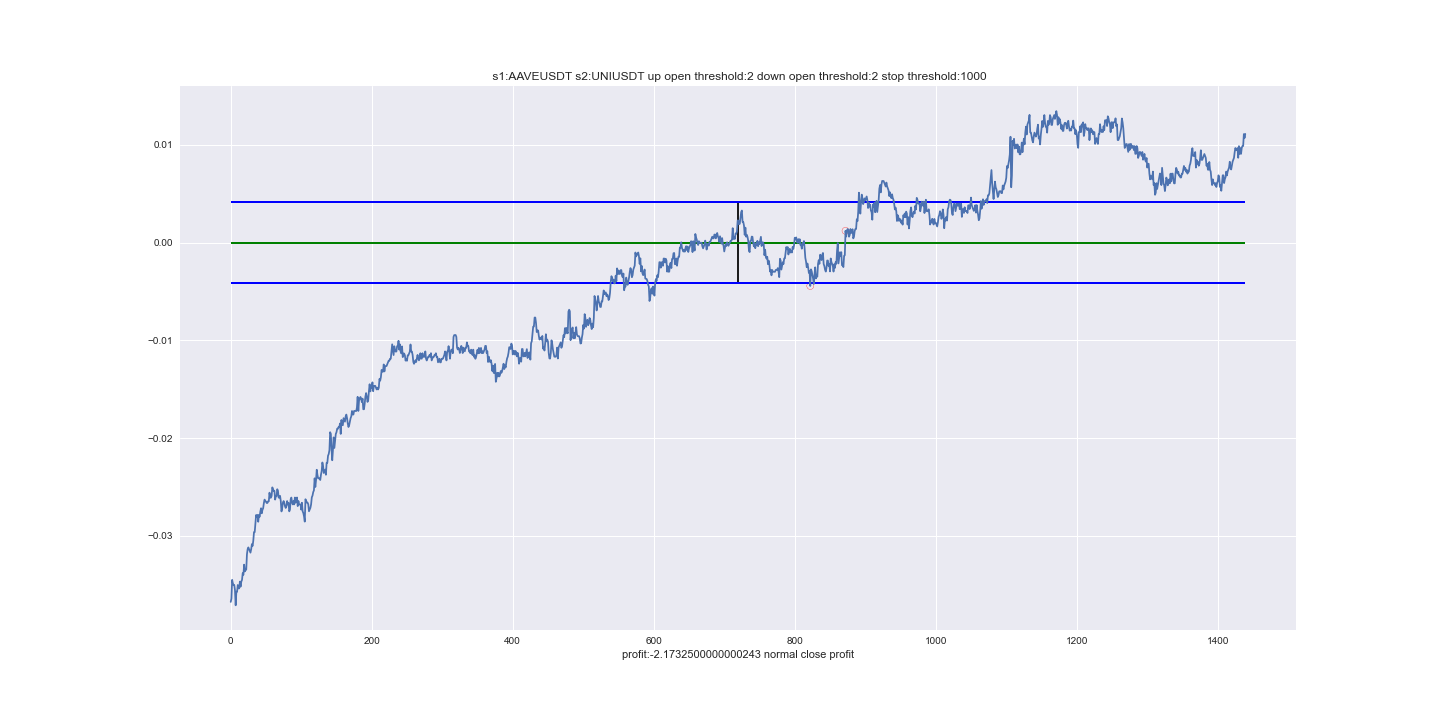 s1:AAVEUSDT s2:UNIUSDT up open threshold:2 down open threshold:2 stop threshold:1000
0.01
0.00
−0.01
−0.02
−0.03
0 200 400 600 800 1000 1200 1400
profit:-2.1732500000000243 normal close profit